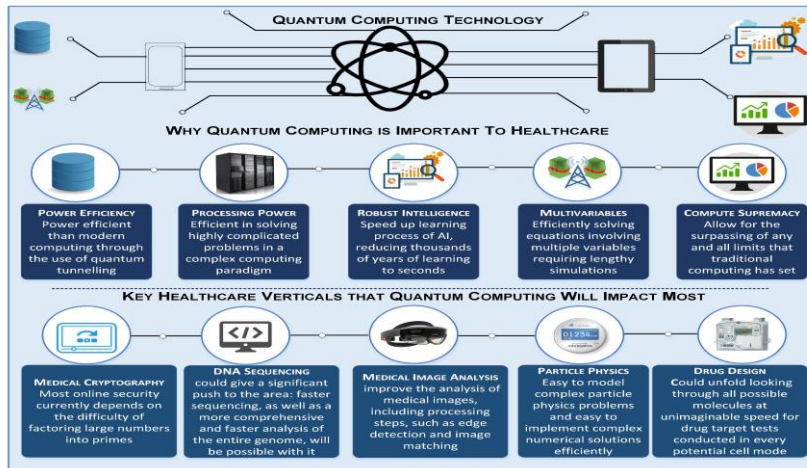 QUANTUM COMPUTING TECHNOLOGY
WHY QUANTUM COMPUTING IS IMPORTANT TO HEALTHCARE
POWER EFFICIENCY
Power efficient
than modern
computing through
the use of quantum
tunnelling
PROCESSING POWER
Efficient in solving
highly complicated
problems in a
complex computing
paradigm
ROBUST INTELLIGENCE
Speed up learning
process of AI,
reducing thousands
of years of learning
to seconds
MULTIVARIABLES
Efficiently solving
equations involving
multiple variables
requiring lengthy
simulations
COMPUTE SUPREMACY
Allow for the
surpassing of any
and all limits that
traditional
computing has set
KEY HEALTHCARE VERTICALS THAT QUANTUM COMPUTING WILL IMPACT MOST
MEDICAL CRYPTOGRAPHY
Most online security
currently depends on
the difficulty of
factoring large numbers
into primes
</>
DNA SEQUENCING
could give a significant
push to the area: faster
sequencing, as well as a
more comprehensive
and faster analysis of
the entire genome, will
be possible with it
MEDICAL IMAGE ANALYSIS
improve the analysis of
medical images,
including processing
steps, such as edge
detection and image
matching
PARTICLE PHYSICS
Easy to model
complex particle
physics problems
and easy to
implement complex
numerical solutions
efficiently
DRUG DESIGN
Could unfold looking
through all possible
molecules at
unimaginable speed for
drug target tests
conducted in every
potential cell mode